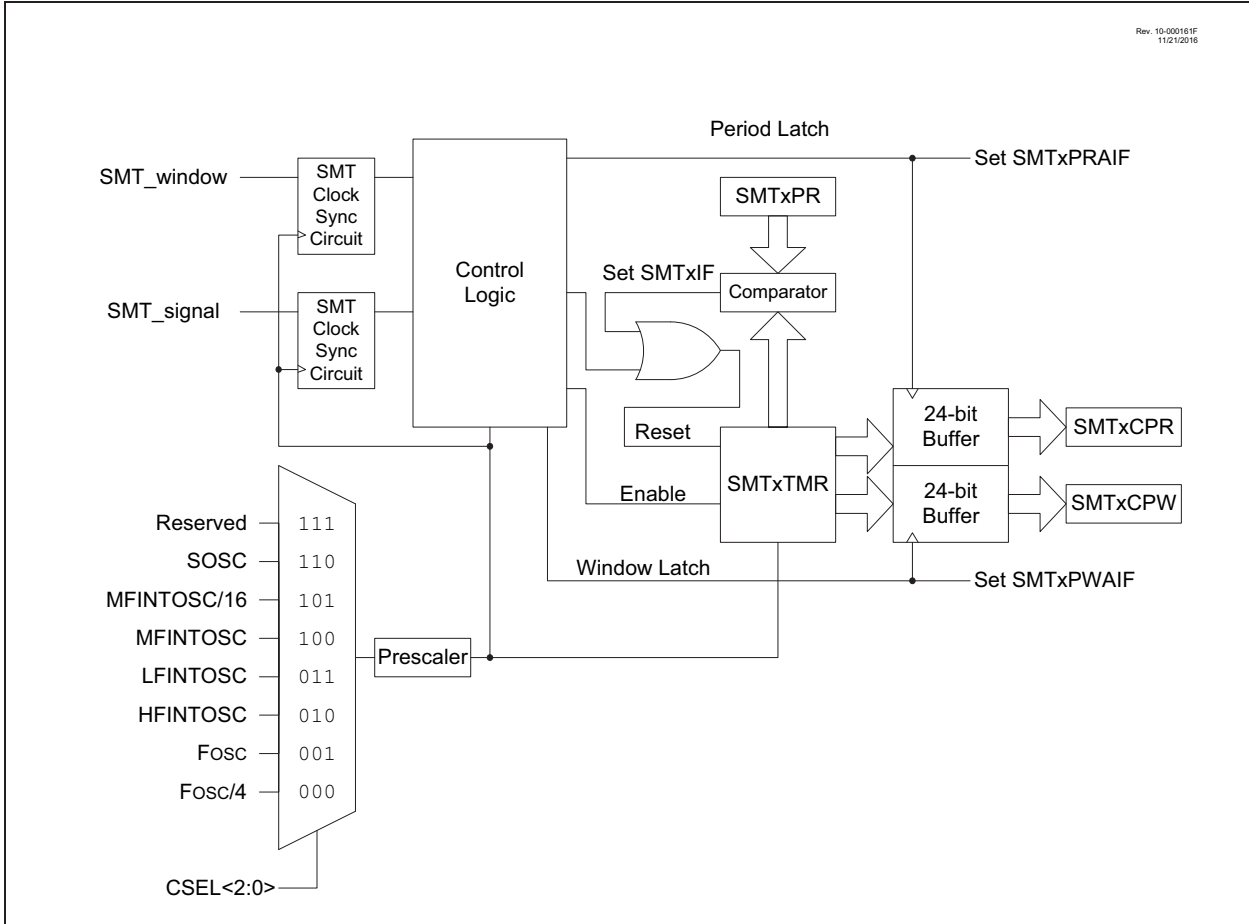 Rev. 10-000161F
11/21/2016
Period Latch
Set SMTxPRAIF
SMT_window
SMT
Clock
Sync
Circuit
SMTxPR
Control
Logic
Set SMTxIF
Comparator
SMT_signal
SMT
Clock
Sync
Circuit
Reset
24-bit
Buffer
SMTxCPR
SMTxTMR
Enable
24-bit
Buffer
SMTxCPW
Window Latch
Set SMTxPWAIF
Reserved 111
SOSC 110
MFINTOSC/16 101
MFINTOSC 100
LFINTOSC 011
HFINTOSC 010
Fosc 001
Fosc/4 000
Prescaler
CSEL<2:0>